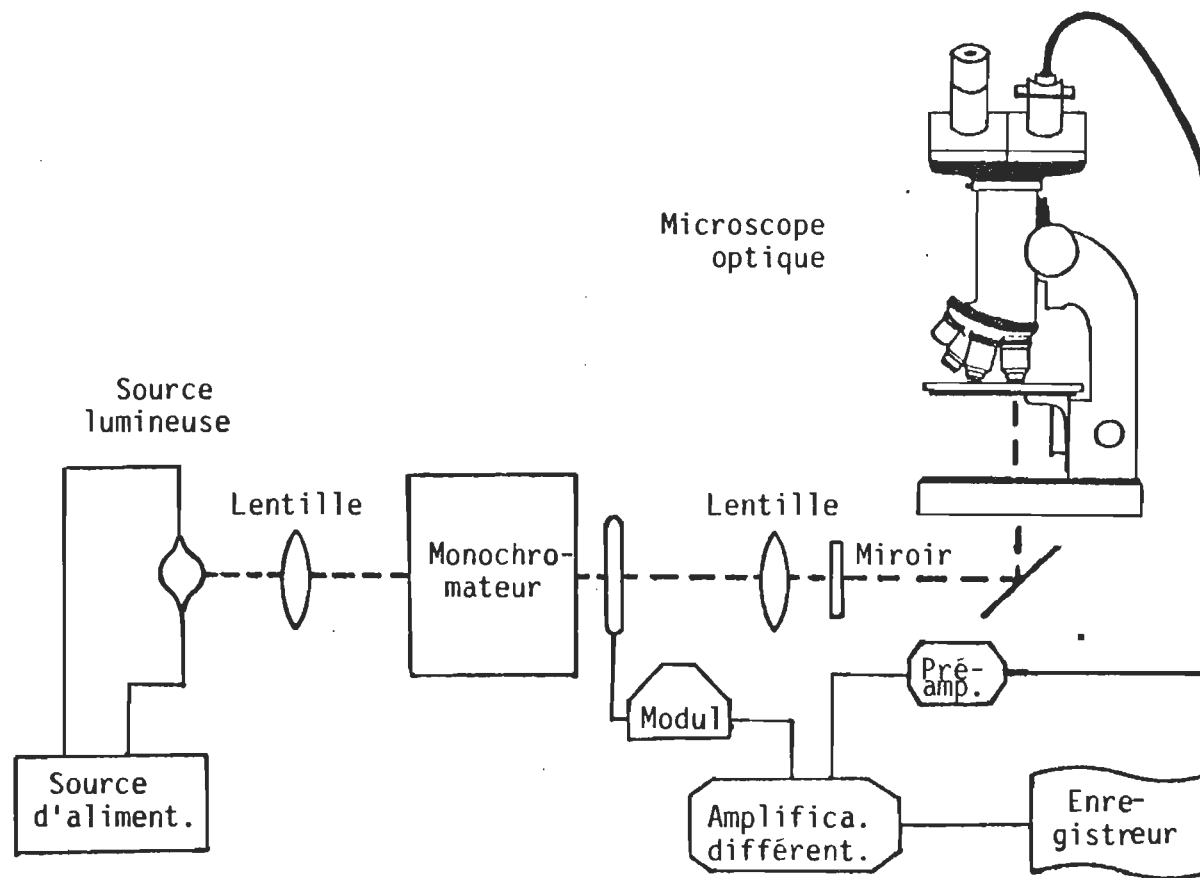 Microscope
optique
Source
lumineuse
Lentille
Monochro-
mateur
Lentille
Miroir
Pré-
amp.
Modul
Source
d'aliment.
Amplifica.
différent.
Enre-
gistreur